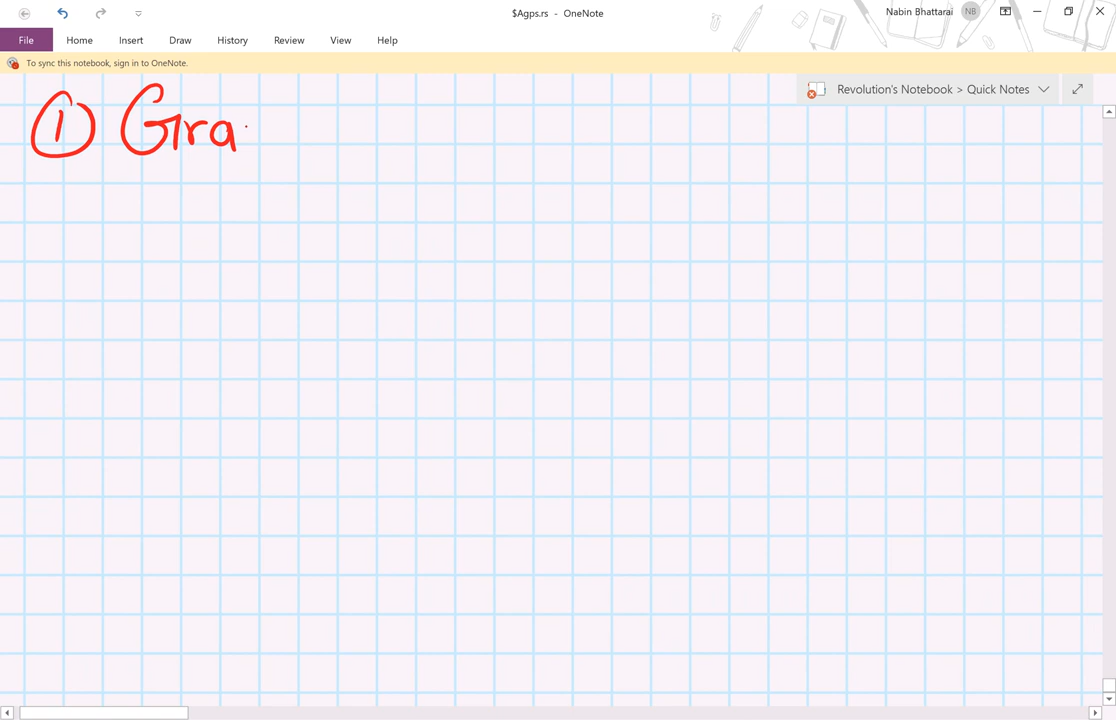 $Agps.rs - OneNote
Nabin Bhattarai NB
File Home Insert Draw History Review View Help
To sync this notebook, sign in to OneNote.
Revolution's Notebook > Quick Notes
① Gra